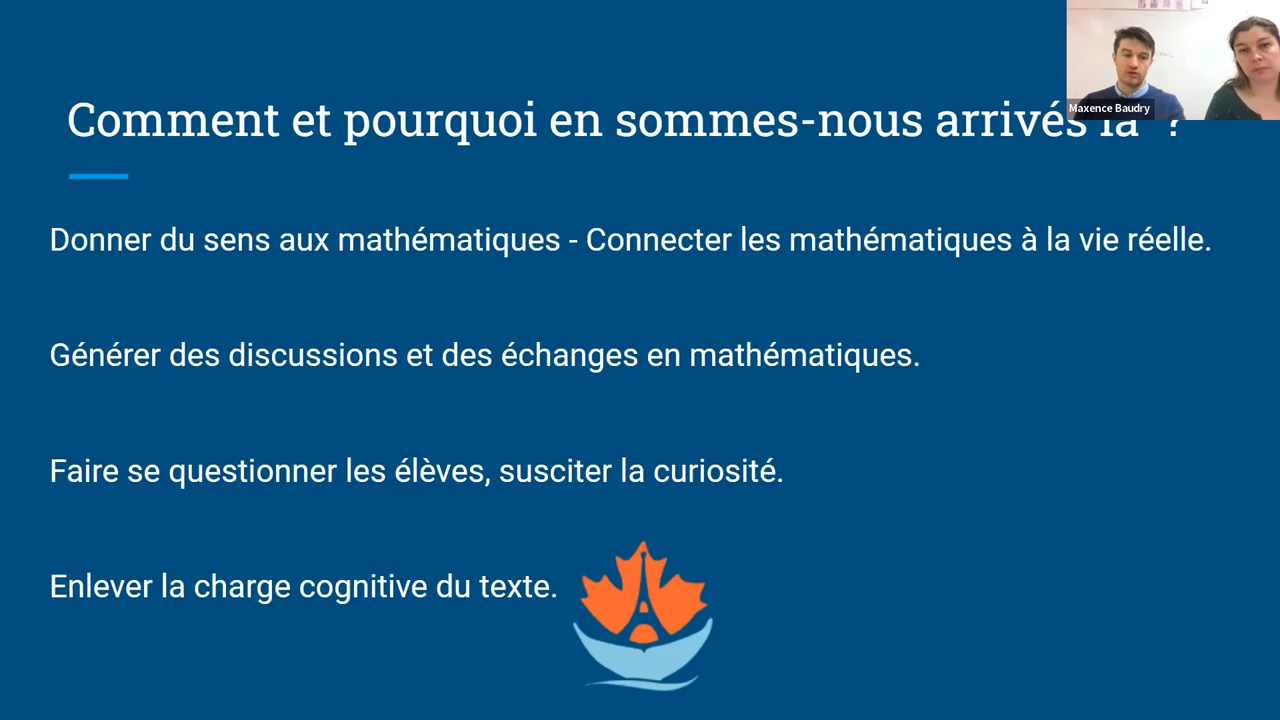 Comment et pourquoi en sommes-nous arrivés là ?
Maxence Baudry
Donner du sens aux mathématiques - Connecter les mathématiques à la vie réelle.
Générer des discussions et des échanges en mathématiques.
Faire se questionner les élèves, susciter la curiosité.
Enlever la charge cognitive du texte.